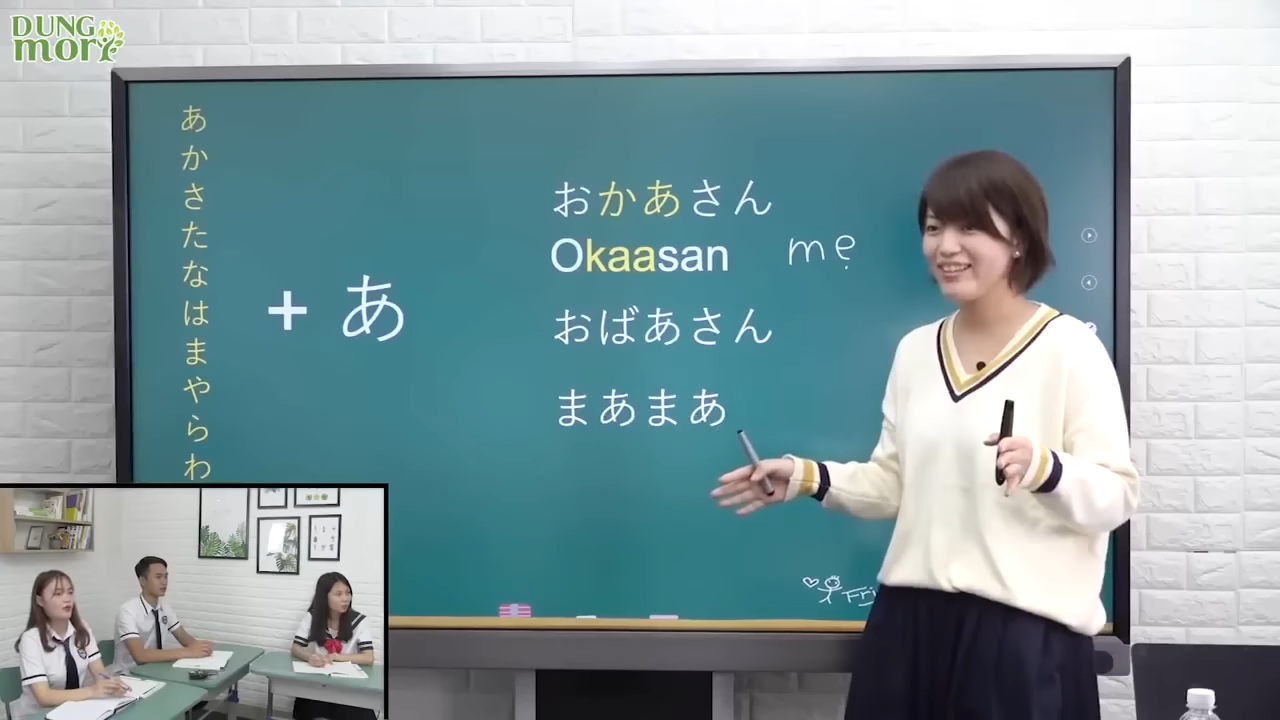 DUNG
mori
あ
か
さ
た
な
は
ま
や
ら
わ
+ あ
おかあさん
Okaasan
mẹ
おばあさん
まあまあ